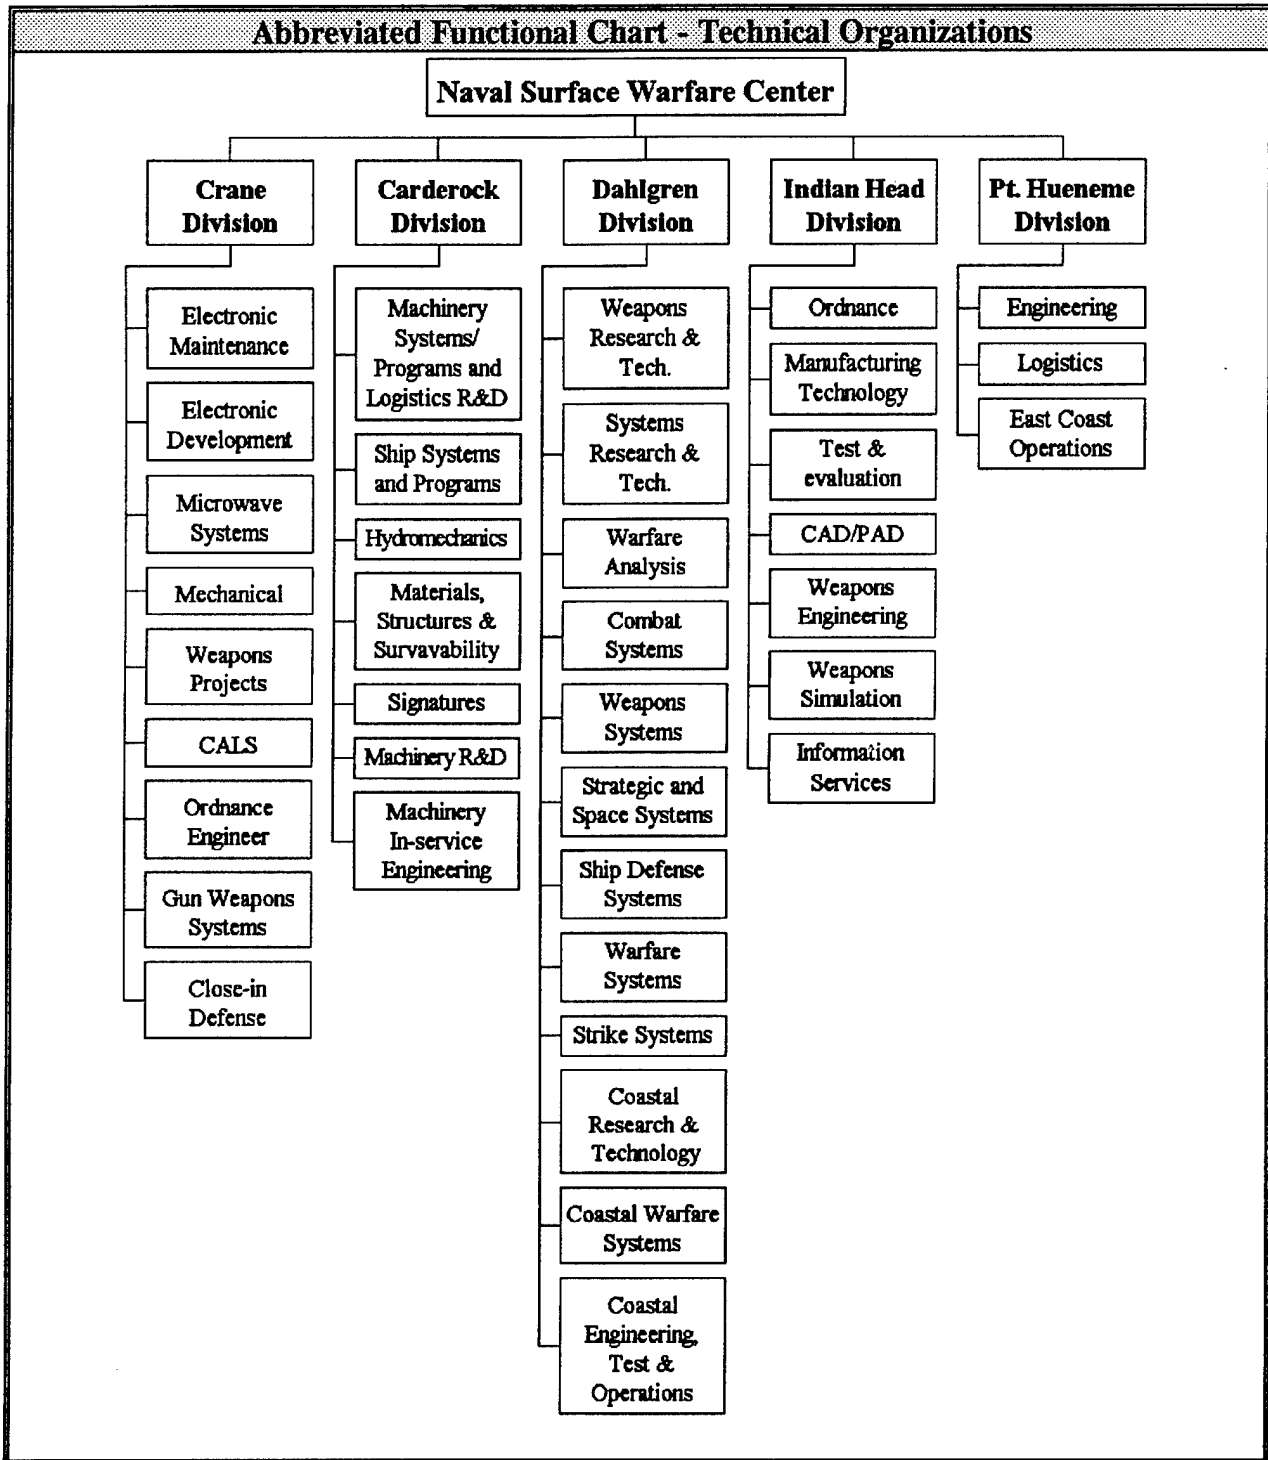 Abbreviated Functional Chart - Technical Organizations
Naval Surface Warfare Center
Crane
Division
Electronic
Maintenance
Electronic
Development
Microwave
Systems
Mechanical
Weapons
Projects
CALS
Ordnance
Engineer
Gun Weapons
Systems
Close-in
Defense
Carderock
Division
Machinery
Systems/
Programs and
Logistics R&D
Ship Systems
and Programs
Hydromechanics
Materials,
Structures &
Survavability
Signatures
Machinery R&D
Machinery
In-service
Engineering
Dahlgren
Division
Weapons
Research &
Tech.
Systems
Research &
Tech.
Warfare
Analysis
Combat
Systems
Weapons
Systems
Strategic and
Space Systems
Ship Defense
Systems
Warfare
Systems
Strike Systems
Coastal
Research &
Technology
Coastal Warfare
Systems
Coastal
Engineering,
Test &
Operations
Indian Head
Division
Ordnance
Manufacturing
Technology
Test &
evaluation
CAD/PAD
Weapons
Engineering
Weapons
Simulation
Information
Services
Pt. Hueneme
Division
Engineering
Logistics
East Coast
Operations